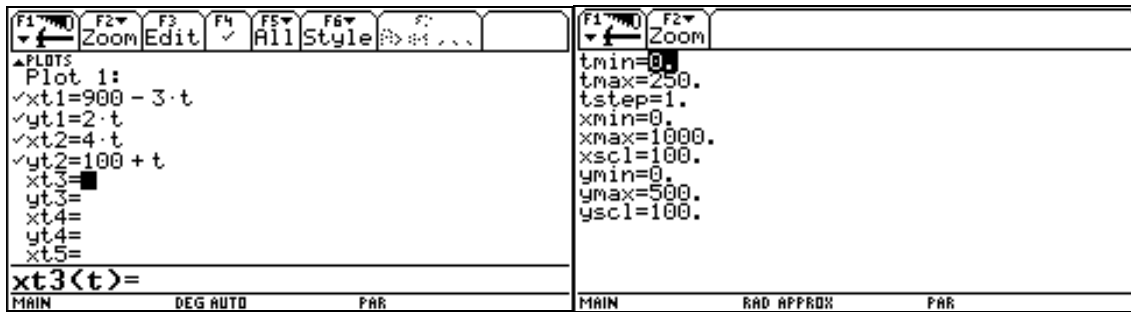 F1 F2 Zoom F3 Edit F4 ✓ F5 All F6 Style
▲PLOTS
Plot 1:
✓xt1=900 - 3·t
✓yt1=2·t
✓xt2=4·t
✓yt2=100 + t
xt3=
yt3=
xt4=
yt4=
xt5=
xt3(t)=
MAIN DEG AUTO PAR
F1 F2 Zoom
tmin=0.
tmax=250.
tstep=1.
xmin=0.
xmax=1000.
xscl=100.
ymin=0.
ymax=500.
yscl=100.
MAIN RAD APPROX PAR